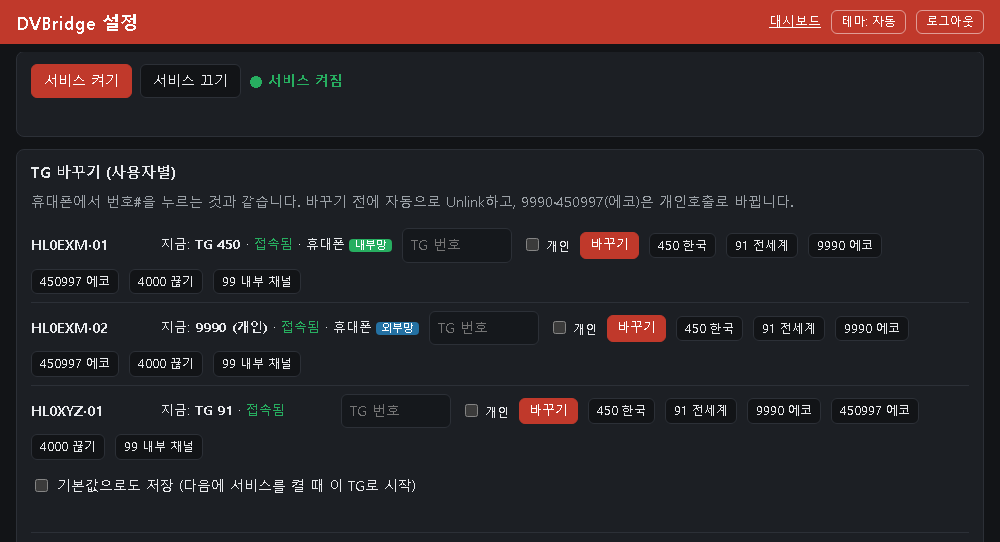 DVBridge 설정 대시보드 테마: 자동 로그아웃
서비스 켜기 서비스 끄기 서비스 켜짐
TG 바꾸기 (사용자별)
휴대폰에서 번호#을 누르는 것과 같습니다. 바꾸기 전에 자동으로 Unlink하고, 9990·450997(에코)은 개인호출로 바뀝니다.
HL0EXM-01 지금: TG 450 · 접속됨 · 휴대폰 내부망 TG 번호 개인 바꾸기 450 한국 91 전세계 9990 에코
450997 에코 4000 끊기 99 내부 채널
HL0EXM-02 지금: 9990 (개인) · 접속됨 · 휴대폰 외부망 TG 번호 개인 바꾸기 450 한국 91 전세계 9990 에코
450997 에코 4000 끊기 99 내부 채널
HL0XYZ-01 지금: TG 91 · 접속됨 TG 번호 개인 바꾸기 450 한국 91 전세계 9990 에코 450997 에코
4000 끊기 99 내부 채널
기본값으로도 저장 (다음에 서비스를 켤 때 이 TG로 시작)